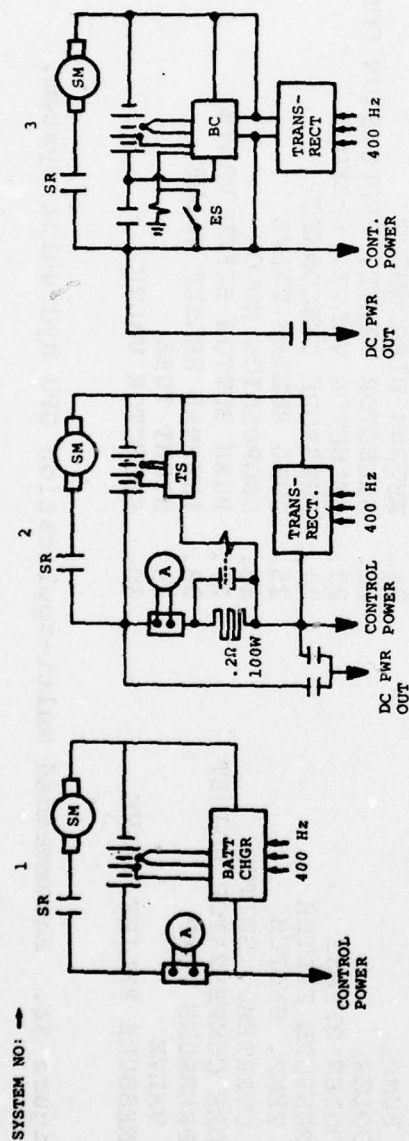 SYSTEM NO: →
1
SR
SM
A
BATT
CHGR
400 Hz
CONTROL
POWER
2
SR
SM
A
TS
.2Ω
100W
TRANS-
RECT.
400 Hz
CONTROL
POWER
DC PWR
OUT
3
SR
SM
BC
ES
TRANS-
RECT
400 Hz
CONT.
POWER
DC PWR
OUT